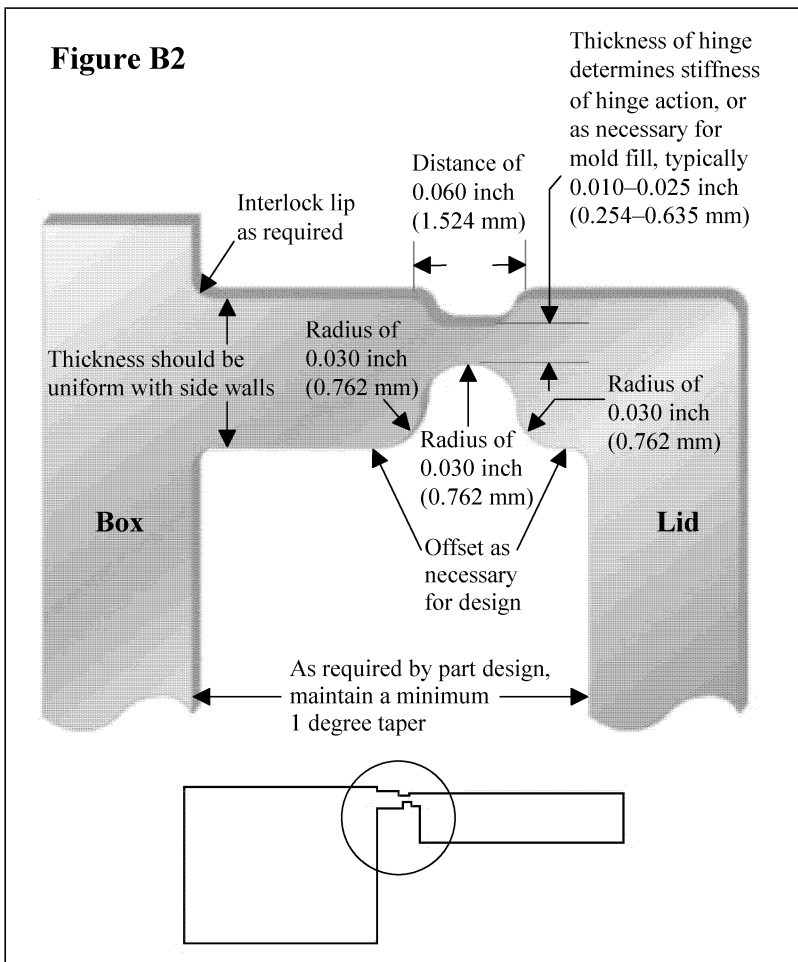 Figure B2
Thickness of hinge
determines stiffness
of hinge action, or
as necessary for
mold fill, typically
0.010–0.025 inch
(0.254–0.635 mm)
Distance of
0.060 inch
(1.524 mm)
Interlock lip
as required
Thickness should be
uniform with side walls
Radius of
0.030 inch
(0.762 mm)
Radius of
0.030 inch
(0.762 mm)
Radius of
0.030 inch
(0.762 mm)
Box
Lid
Offset as
necessary
for design
As required by part design,
maintain a minimum
1 degree taper